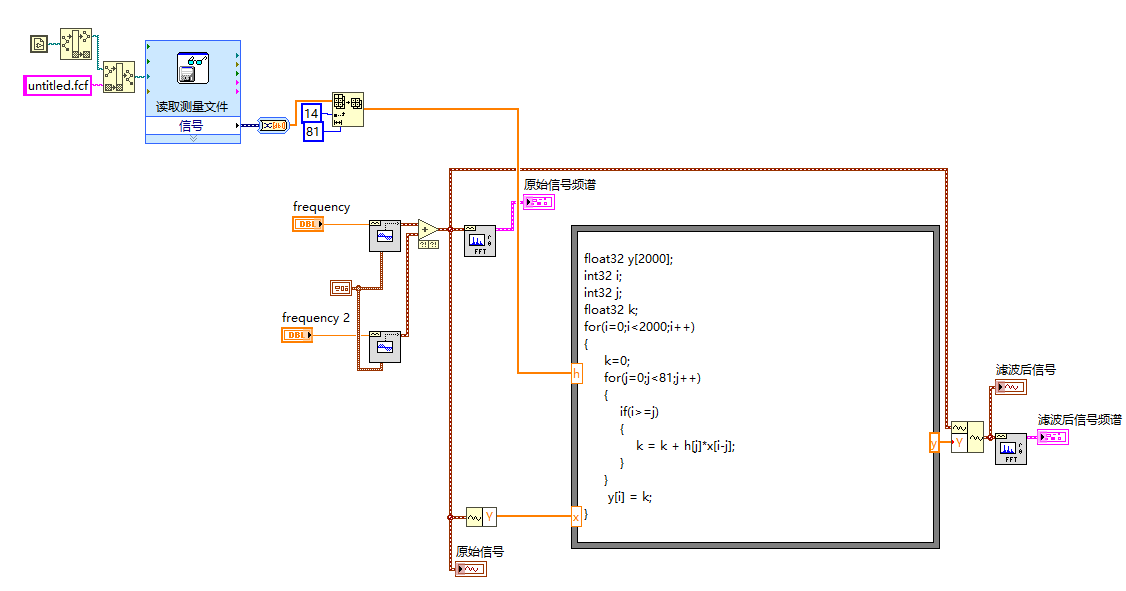 untitled.fcf
读取测量文件
信号
14
81
原始信号频谱
frequency
DBL
FFT
frequency 2
DBL
float32 y[2000];
int32 i;
int32 j;
float32 k;
for(i=0;i<2000;i++)
{
k=0;
for(j=0;j<81;j++)
{
if(i>=j)
{
k = k + h[j]*x[i-j];
}
}
y[i] = k;
}
h
x
y
Y
Y
原始信号
滤波后信号
滤波后信号频谱
FFT